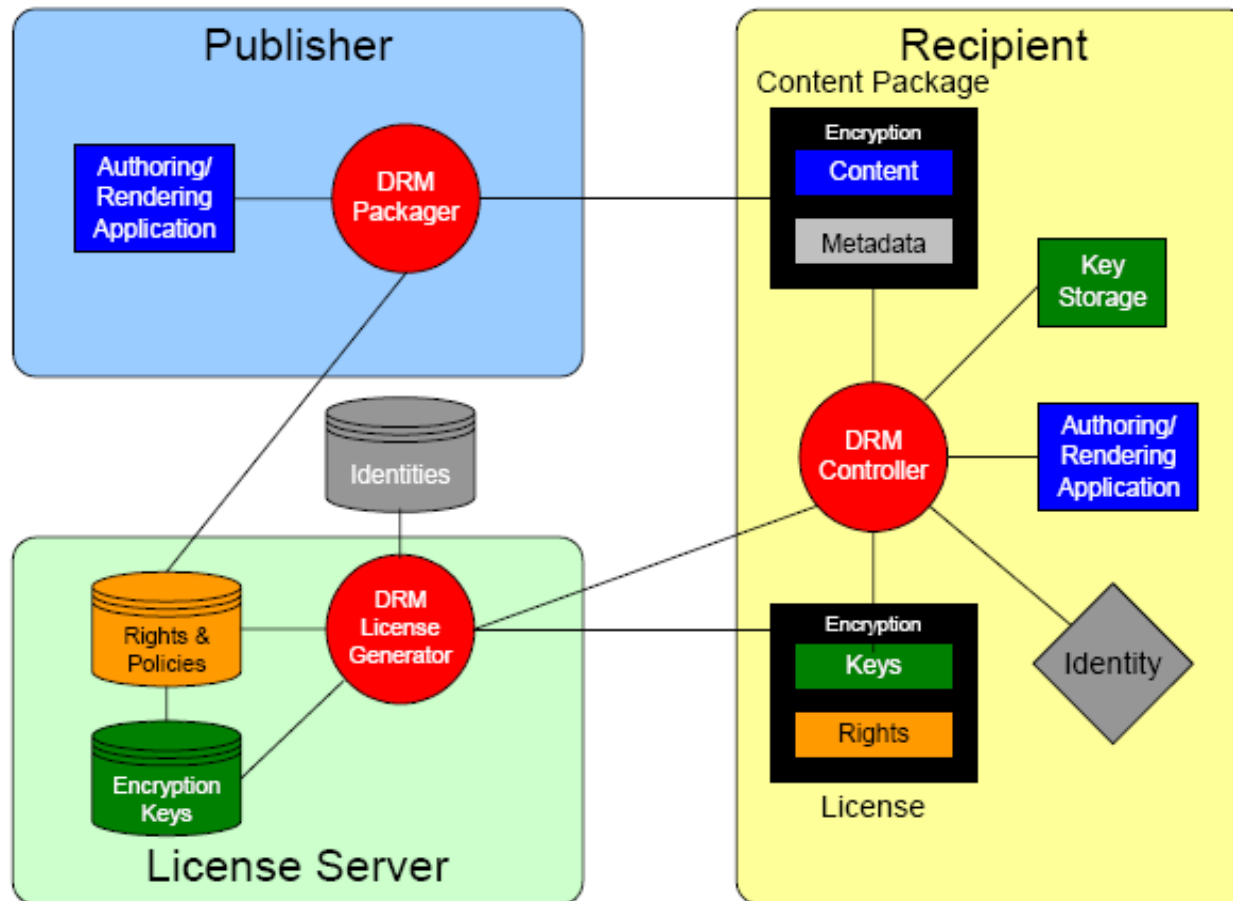 Publisher
Authoring/
Rendering
Application
DRM
Packager
Recipient
Content Package
Encryption
Content
Metadada
Key
Storage
DRM
Controller
Authoring/
Rendering
Application
Identity
Encryption
Keys
Rights
License
Identities
DRM
License
Generator
Rights &
Policies
Encryption
Keys
License Server